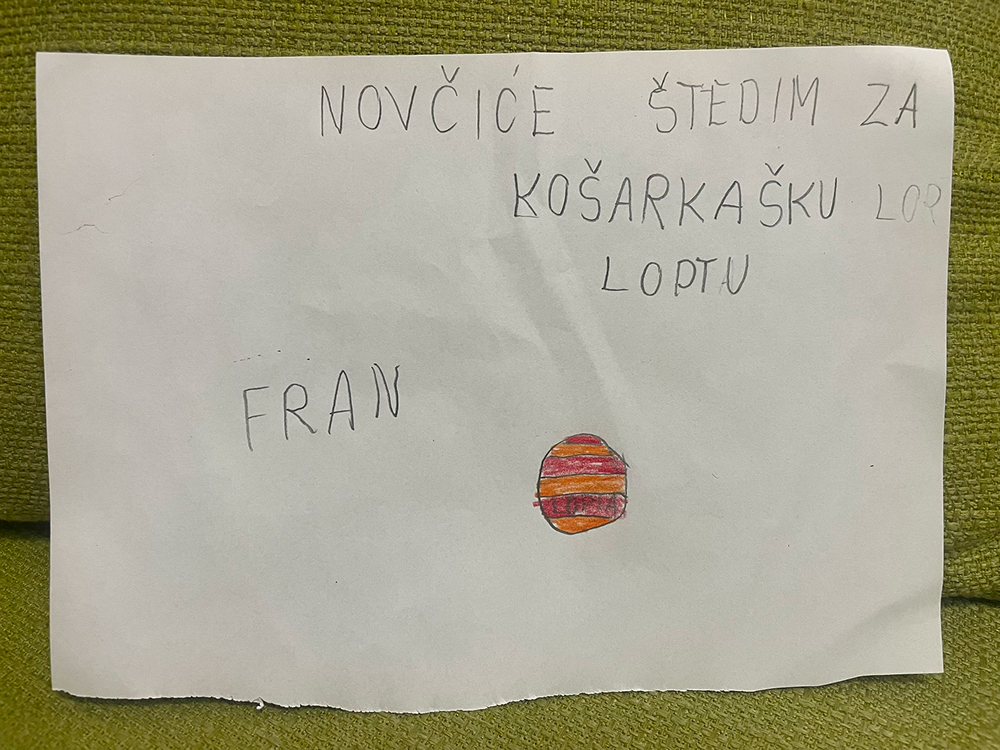 NOVČIĆE ŠTEDIM ZA
KOŠARKAŠKU LOP
LOPTU
FRAN